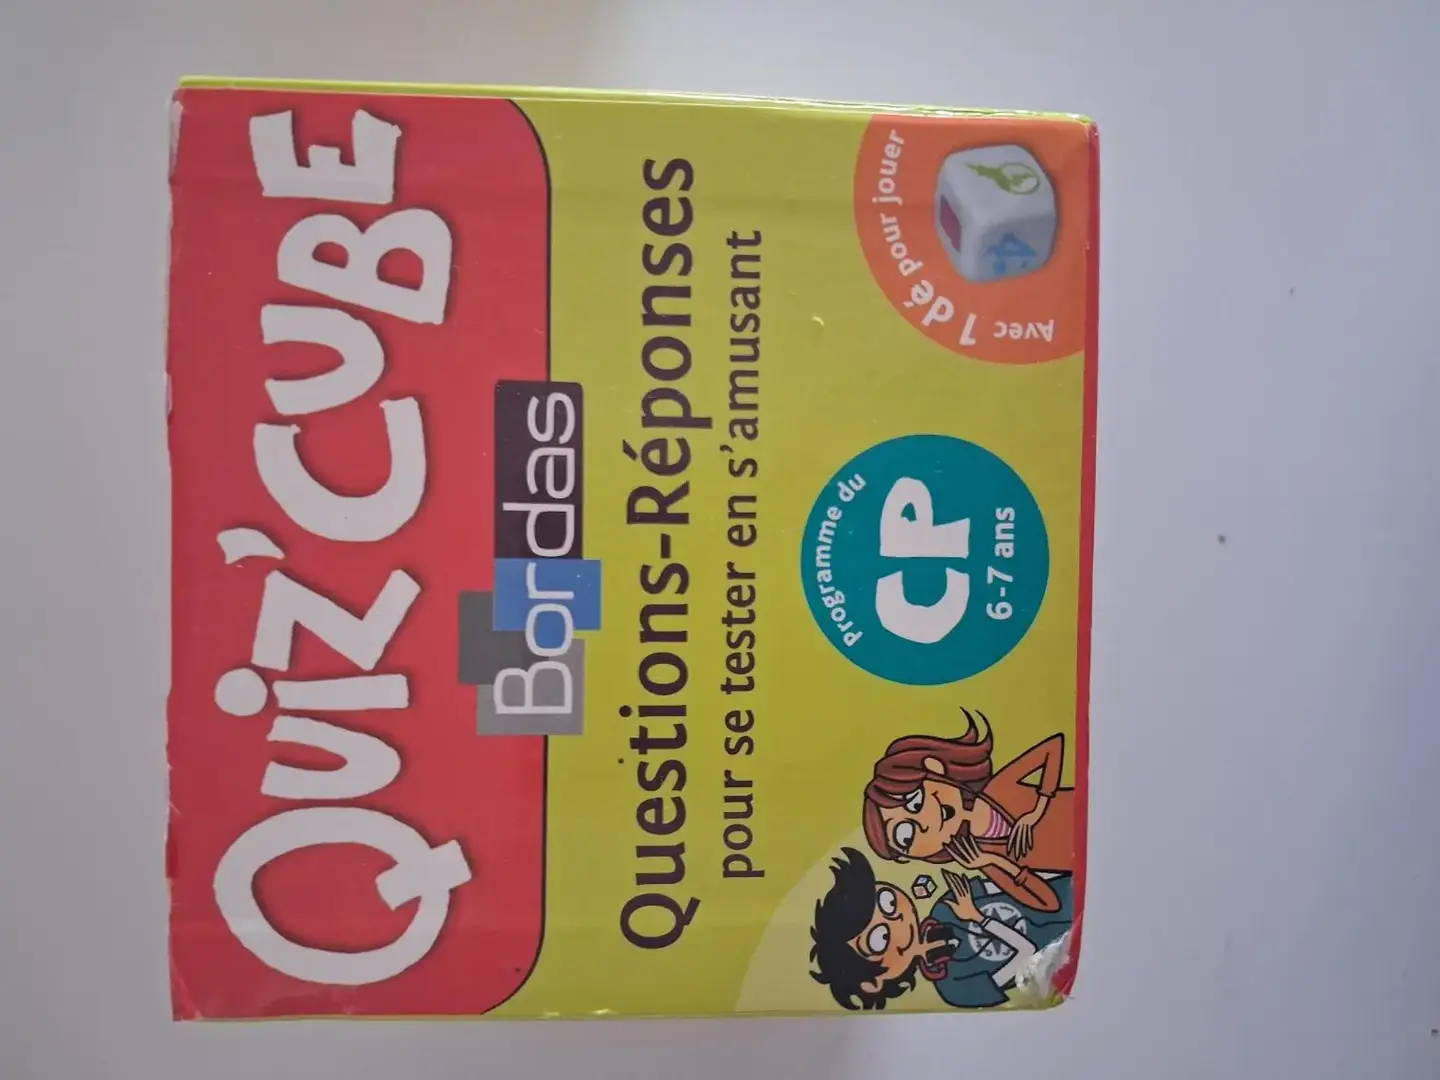 QUIZ'CUBE
Bordas
Questions-Réponses
pour se tester en s'amusant
programme du
CP
6-7 ans
Avec 1 dé pour jouer
4